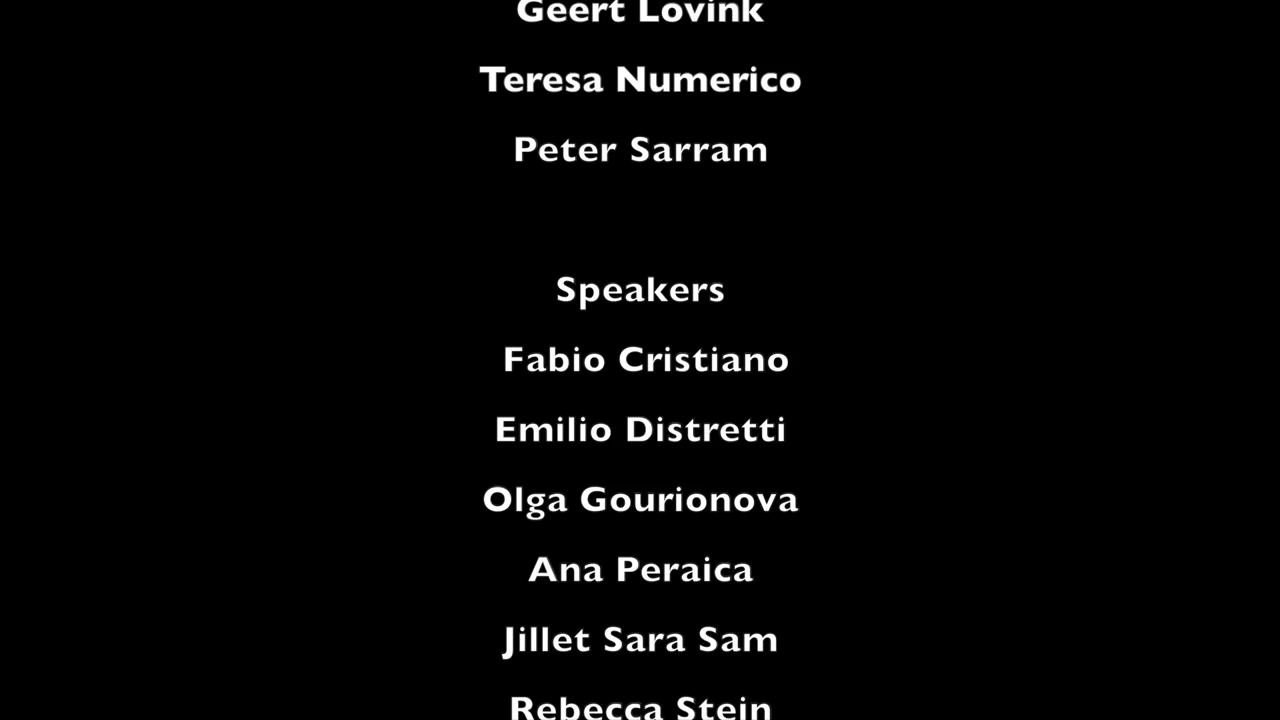 Geert Lovink
Teresa Numerico
Peter Sarram
Speakers
Fabio Cristiano
Emilio Distretti
Olga Gourionova
Ana Peraica
Jillet Sara Sam
Rebecca Stein